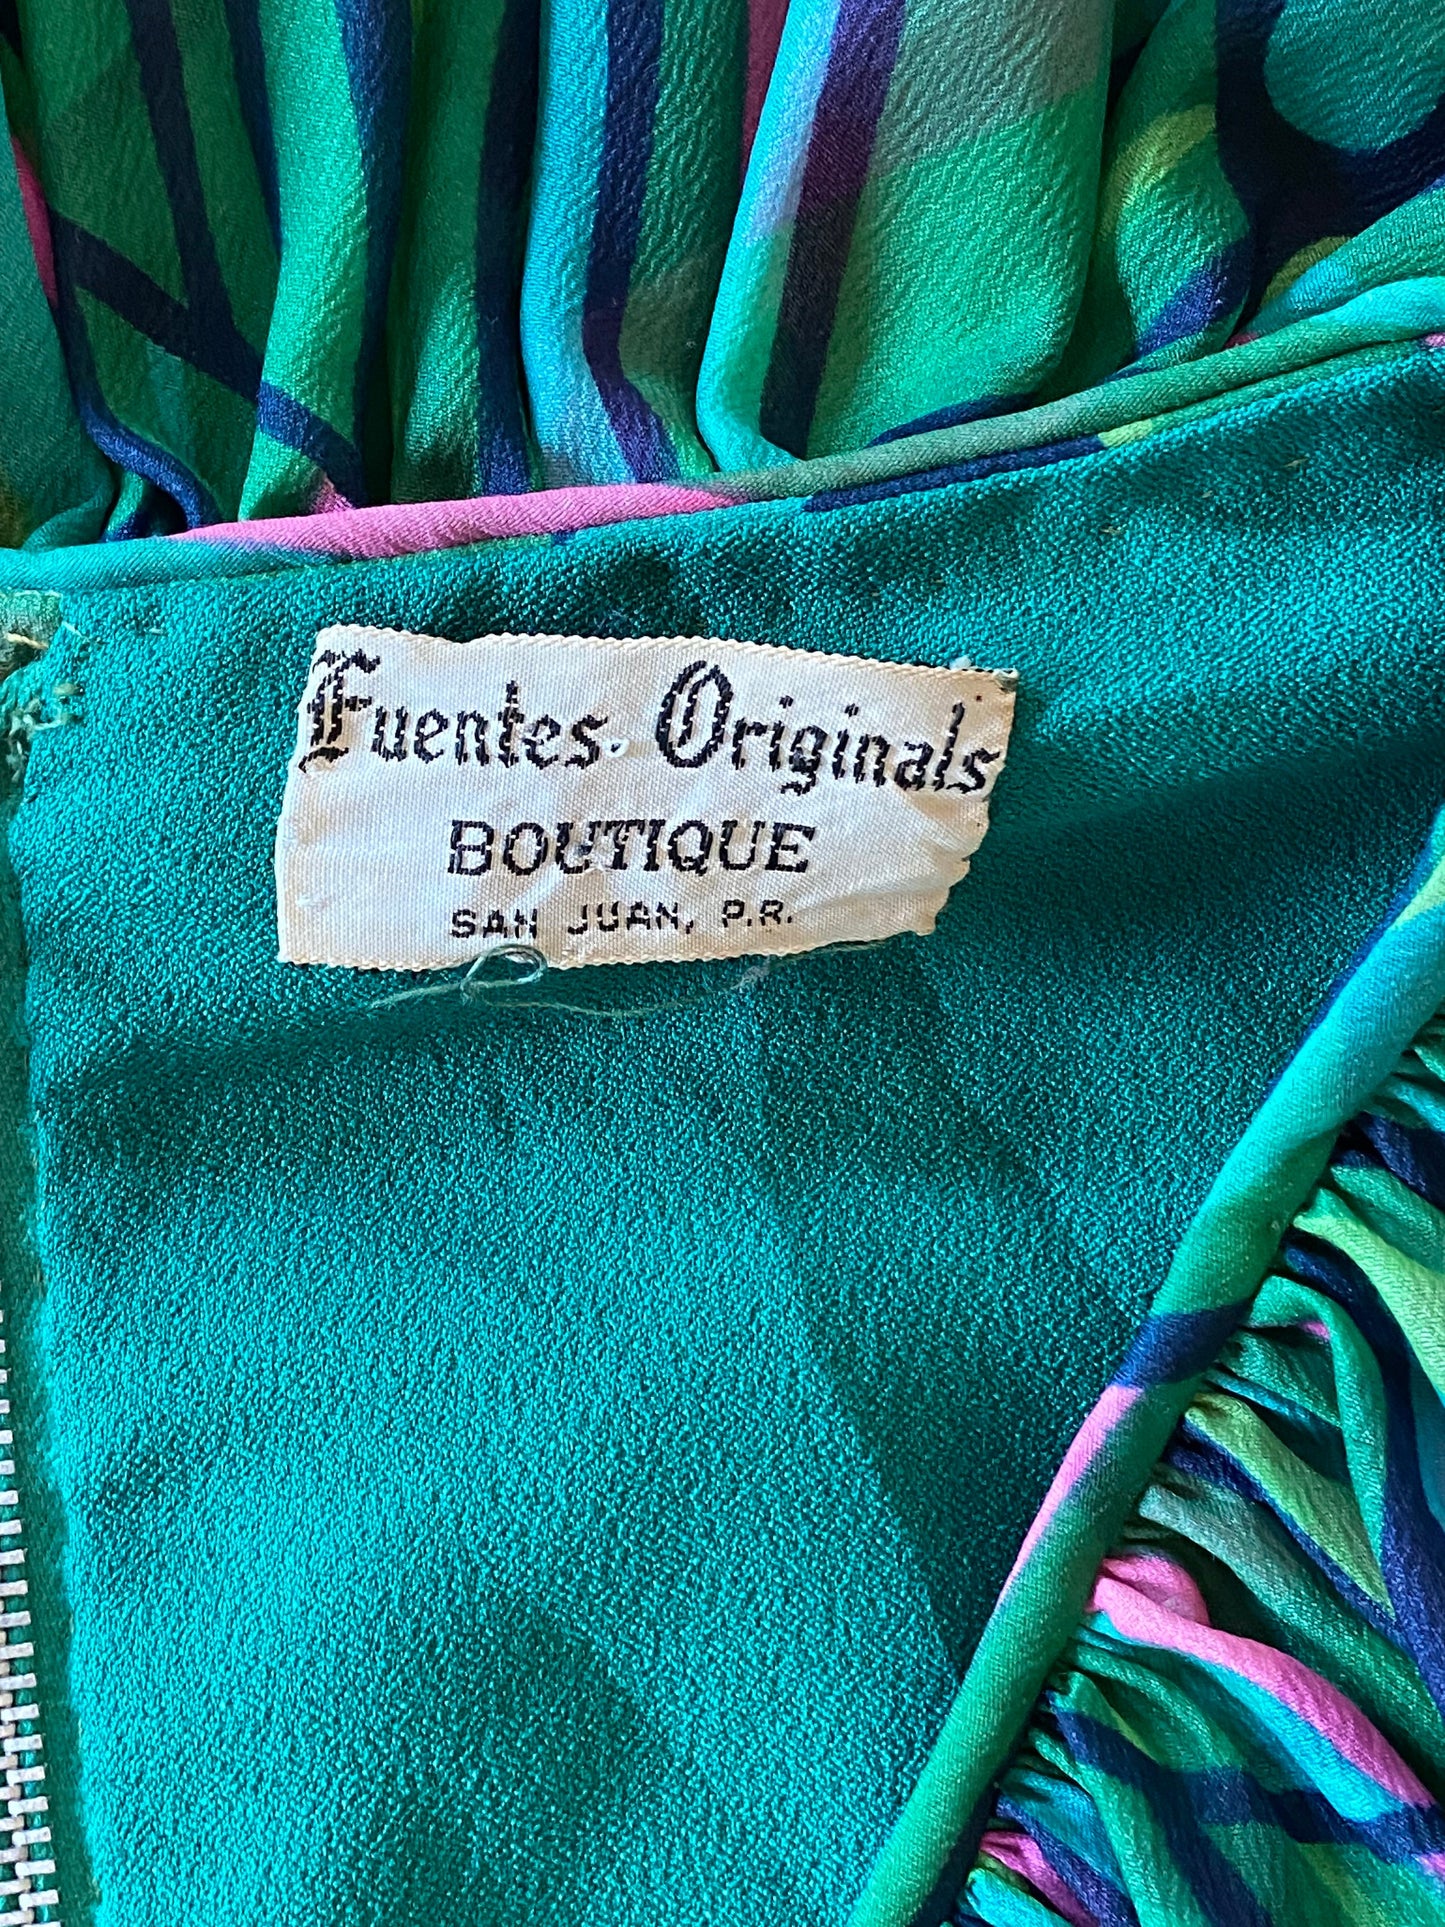 Fuentes Originals
BOUTIQUE
SAN JUAN, P.R.